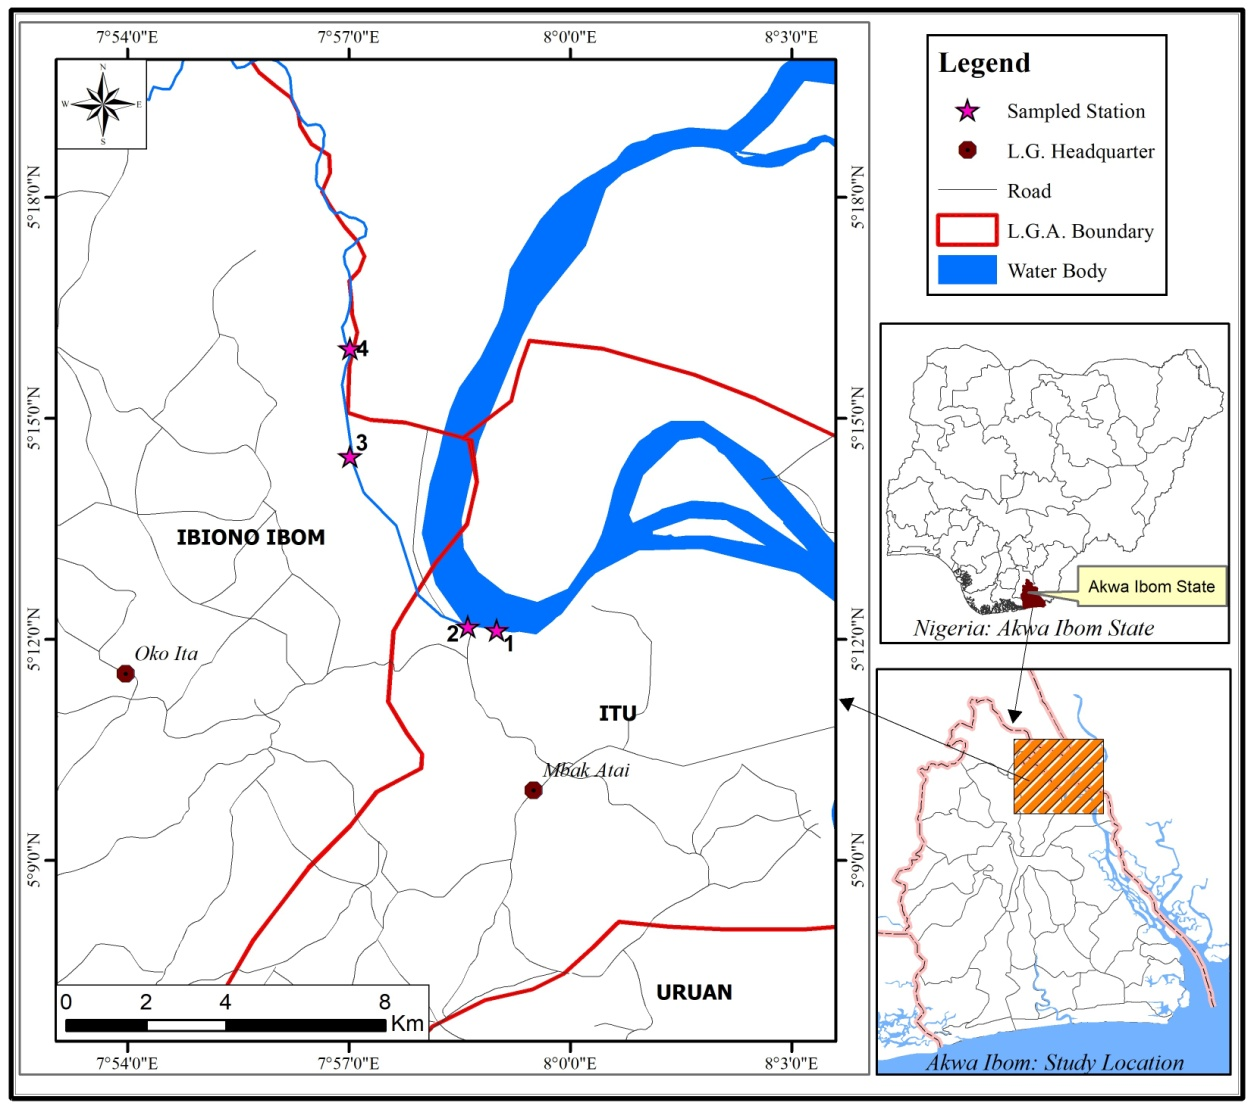 7°54'0"E 7°57'0"E 8°0'0"E 8°3'0"E
N
W E
S
5°18'0"N 5°18'0"N
4
5°15'0"N 5°15'0"N
3
IBIONO IBOM
2 1
5°12'0"N 5°12'0"N
Oko Ita
ITU
Mbak Atai
5°9'0"N 5°9'0"N
URUAN
0 2 4 8
Km
7°54'0"E 7°57'0"E 8°0'0"E 8°3'0"E
Legend
Sampled Station
L.G. Headquarter
Road
L.G.A. Boundary
Water Body
Akwa Ibom State
Nigeria: Akwa Ibom State
Akwa Ibom: Study Location